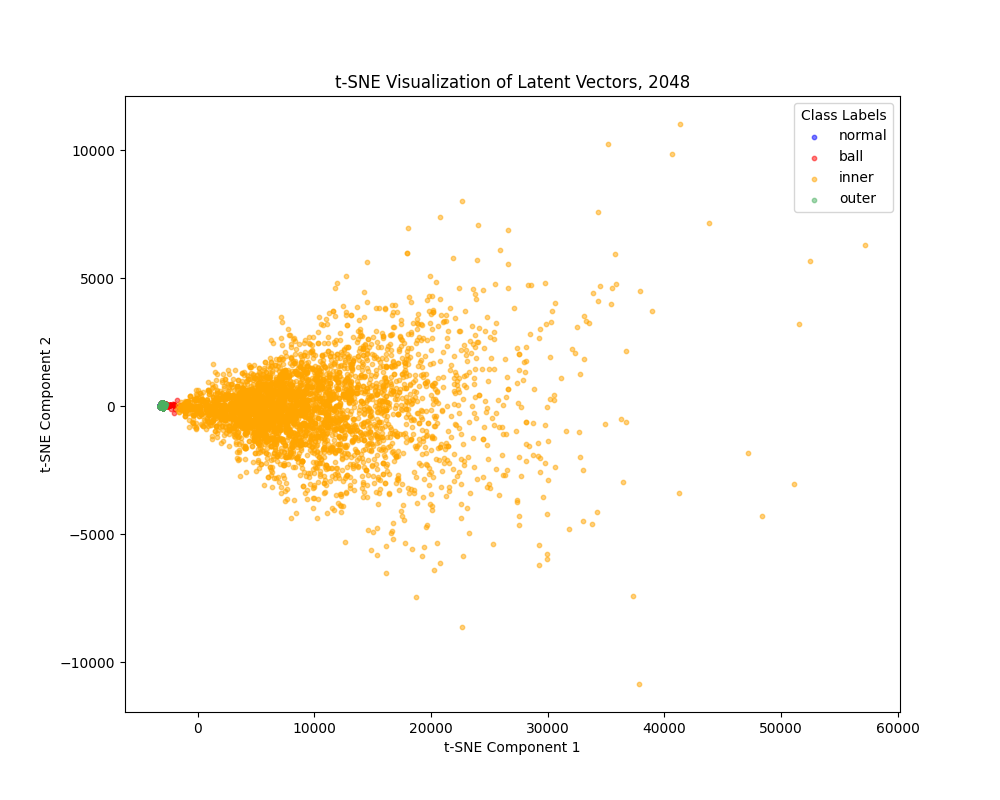 t-SNE Visualization of Latent Vectors, 2048
Class Labels
normal
ball
inner
outer
10000
5000
0
−5000
−10000
t-SNE Component 2
0
10000
20000
30000
40000
50000
60000
t-SNE Component 1